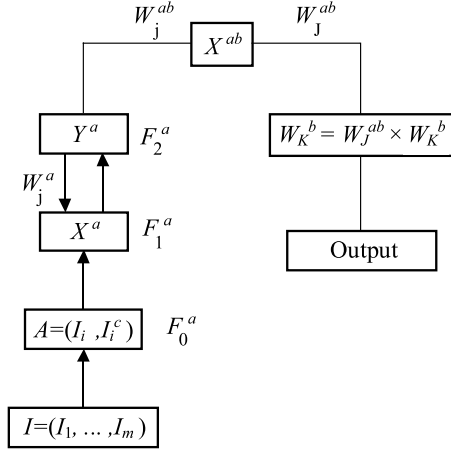 W_j^{ab} X^{ab} W_J^{ab}
Y^a F_2^a W_K^b = W_J^{ab} × W_K^b
W_j^a
X^a F_1^a Output
A=(I_i ,I_i^c) F_0^a
I=(I_1, ... ,I_m)